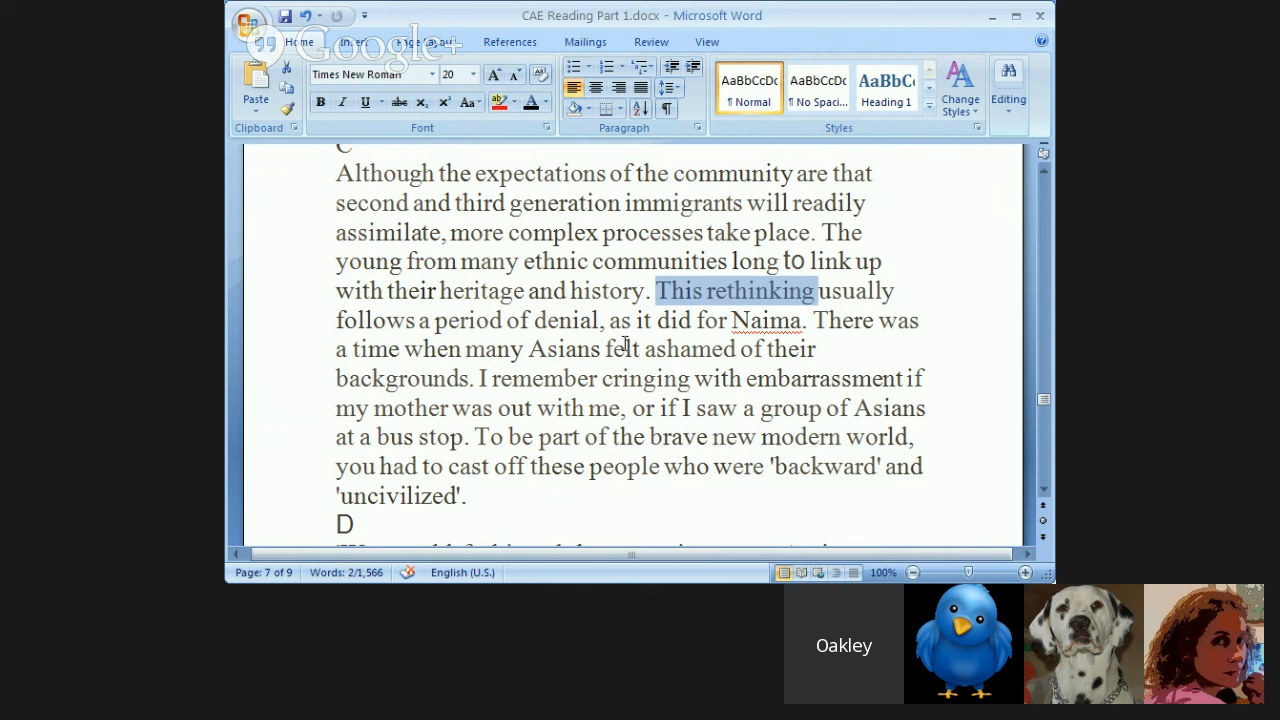 CAE Reading Part 1.docx - Microsoft Word
Google+
Home Insert Page Layout References Mailings Review View
Times New Roman 20
Paste
B I U abc x₂ x² Aa A
AaBbCcDc AaBbCcDc AaBbCc
¶ Normal ¶ No Spaci... Heading 1
Change Styles
Editing
Clipboard Font Paragraph Styles
C
Although the expectations of the community are that
second and third generation immigrants will readily
assimilate, more complex processes take place. The
young from many ethnic communities long to link up
with their heritage and history. This rethinking usually
follows a period of denial, as it did for Naima. There was
a time when many Asians felt ashamed of their
backgrounds. I remember cringing with embarrassment if
my mother was out with me, or if I saw a group of Asians
at a bus stop. To be part of the brave new modern world,
you had to cast off these people who were 'backward' and
'uncivilized'.
D
Page: 7 of 9 Words: 2/1,566 English (U.S.) 100%
Oakley